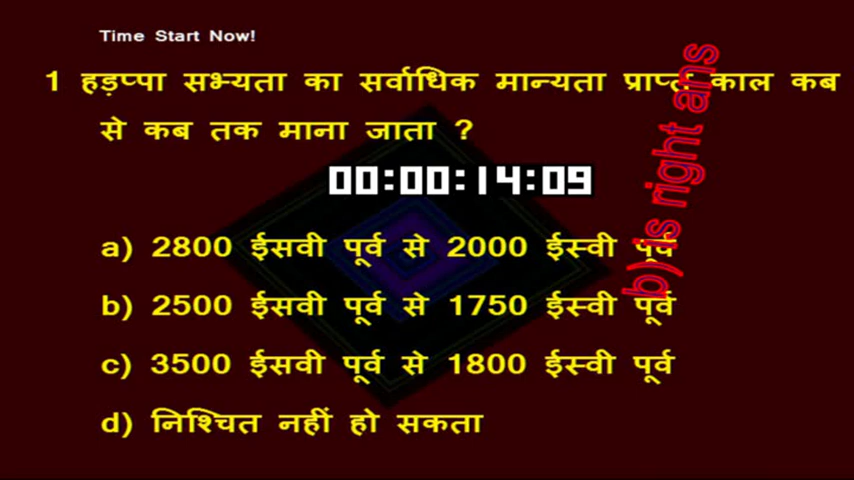 Time Start Now!
1 हड़प्पा सभ्यता का सर्वाधिक मान्यता प्राप्त काल कब
से कब तक माना जाता ?
00:00:14:09
a) 2800 ईसवी पूर्व से 2000 ईस्वी पूर्व
b) 2500 ईसवी पूर्व से 1750 ईस्वी पूर्व
c) 3500 ईसवी पूर्व से 1800 ईस्वी पूर्व
d) निश्चित नहीं हो सकता
b) is right ans